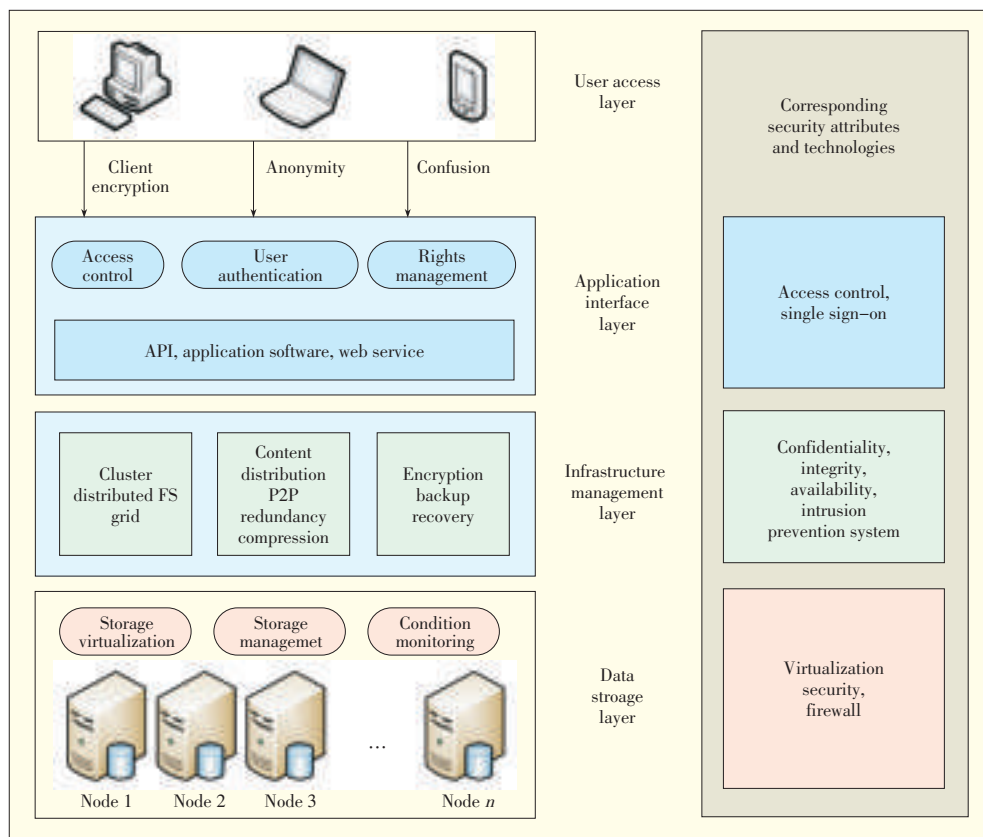 User access
layer
Corresponding
security attributes
and technologies
Client
encryption
Anonymity
Confusion
Access
control
User
authentication
Rights
management
API, application software, web service
Application
interface
layer
Access control,
single sign-on
Cluster
distributed FS
grid
Content
distribution
P2P
redundancy
compression
Encryption
backup
recovery
Infrastructure
management
layer
Confidentiality,
integrity,
availability,
intrusion
prevention system
Storage
virtualization
Storage
managemet
Condition
monitoring
...
Node 1
Node 2
Node 3
Node n
Data
stroage
layer
Virtualization
security,
firewall